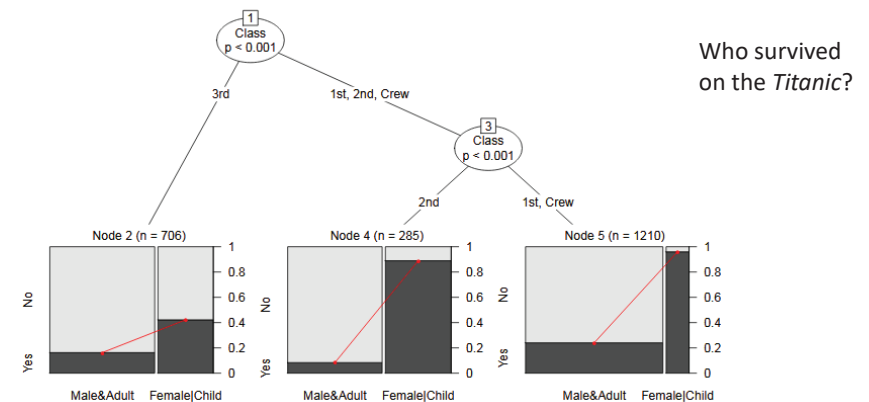 1
Class
p < 0.001
Who survived
on the Titanic?
3rd
1st, 2nd, Crew
3
Class
p < 0.001
2nd
1st, Crew
Node 2 (n = 706)
No
Yes
1
0.8
0.6
0.4
0.2
0
Male&Adult
Female|Child
Node 4 (n = 285)
No
Yes
1
0.8
0.6
0.4
0.2
0
Male&Adult
Female|Child
Node 5 (n = 1210)
No
Yes
1
0.8
0.6
0.4
0.2
0
Male&Adult
Female|Child